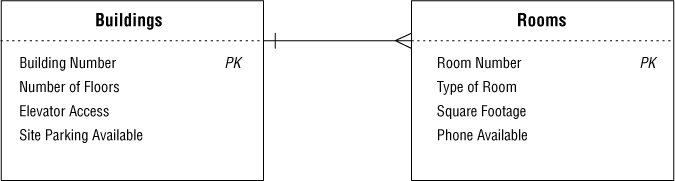 Buildings
Building Number PK
Number of Floors
Elevator Access
Site Parking Available
Rooms
Room Number PK
Type of Room
Square Footage
Phone Available